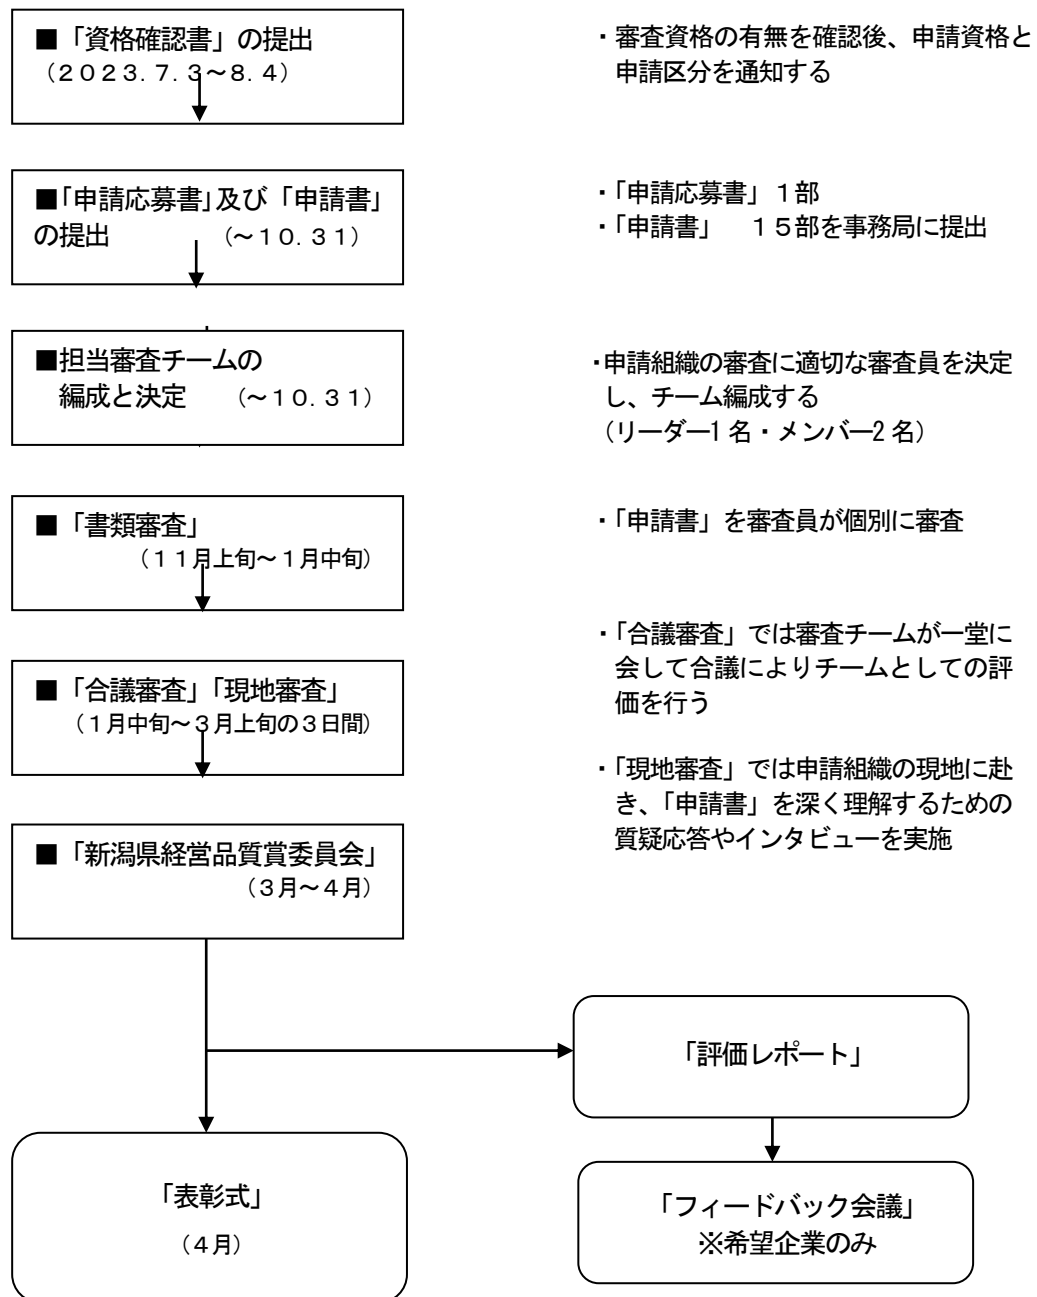 ■「資格確認書」の提出
（２０２３．７．３～８．４）
・審査資格の有無を確認後、申請資格と
申請区分を通知する
■「申請応募書」及び「申請書」
の提出　　　（～１０．３１）
・「申請応募書」１部
・「申請書」　１５部を事務局に提出
■担当審査チームの
編成と決定　　（～１０．３１）
・申請組織の審査に適切な審査員を決定
し、チーム編成する
（リーダー1 名・メンバー2 名）
■「書類審査」
（１１月上旬～１月中旬）
・「申請書」を審査員が個別に審査
■「合議審査」「現地審査」
（１月中旬～３月上旬の３日間）
・「合議審査」では審査チームが一堂に
会して合議によりチームとしての評
価を行う
・「現地審査」では申請組織の現地に赴
き、「申請書」を深く理解するための
質疑応答やインタビューを実施
■「新潟県経営品質賞委員会」
（３月～４月）
「評価レポート」
「表彰式」
（４月）
「フィードバック会議」
※希望企業のみ